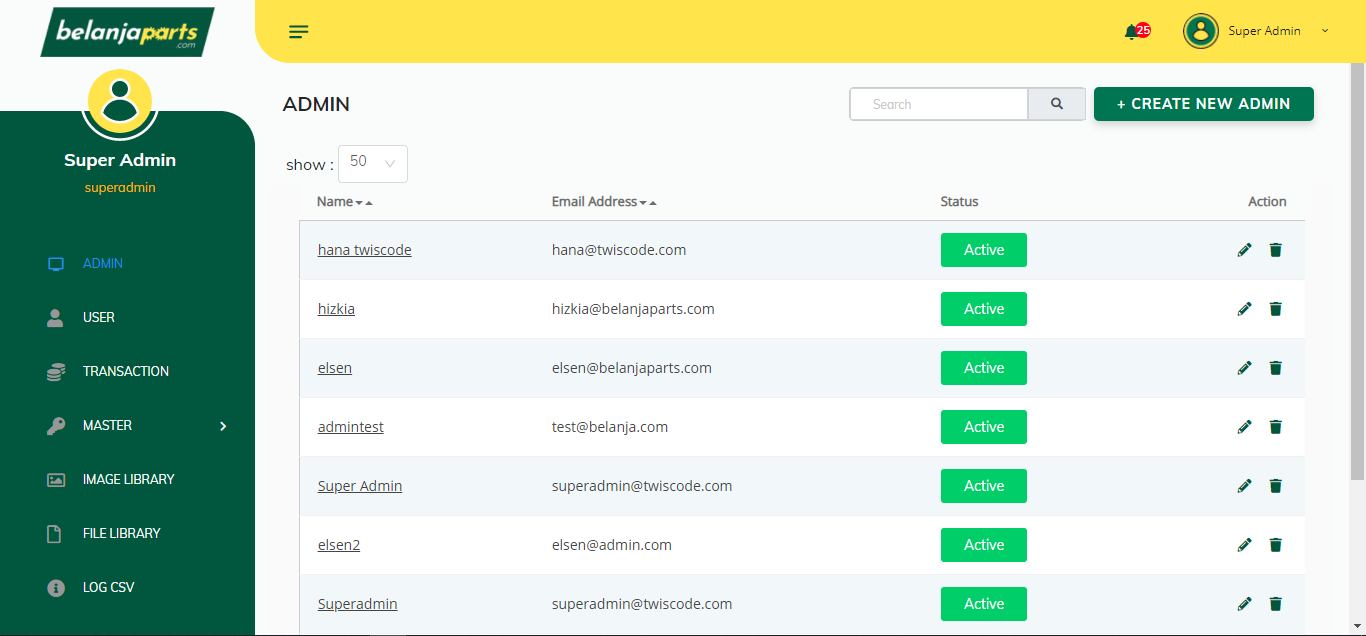 belanjaparts
.com
25
Super Admin
Super Admin
superadmin
ADMIN
USER
TRANSACTION
MASTER
IMAGE LIBRARY
FILE LIBRARY
LOG CSV
ADMIN
Search
+ CREATE NEW ADMIN
show : 50
Name Email Address Status Action
hana twiscode hana@twiscode.com Active
hizkia hizkia@belanjaparts.com Active
elsen elsen@belanjaparts.com Active
admintest test@belanja.com Active
Super Admin superadmin@twiscode.com Active
elsen2 elsen@admin.com Active
Superadmin superadmin@twiscode.com Active